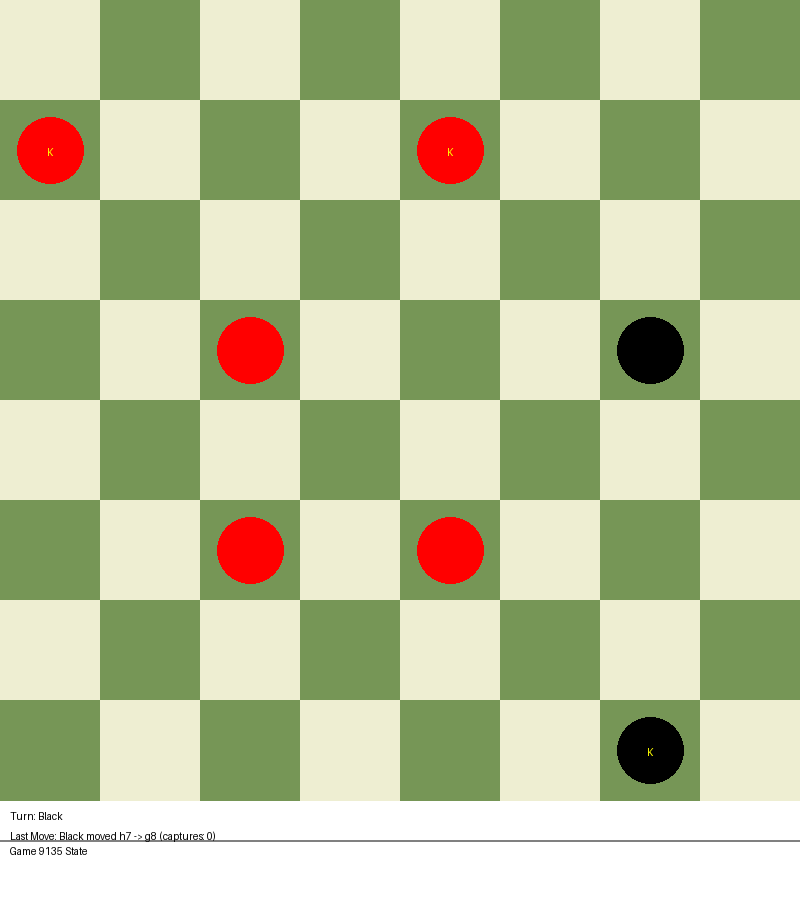 K
K
K
Turn: Black
Last Move: Black moved h7 -> g8 (captures: 0)
Game 9135 State